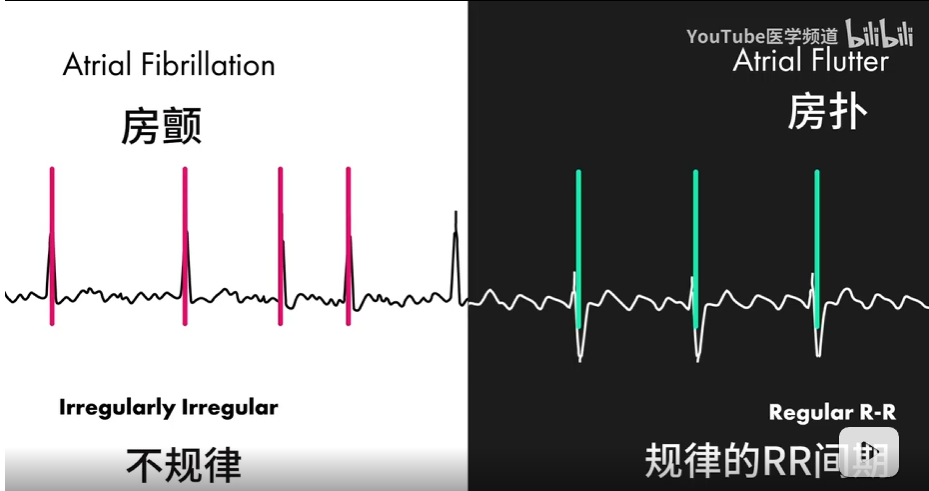 Atrial Fibrillation
房颤
Irregularly Irregular
不规律
YouTube医学频道 bilibili
Atrial Flutter
房扑
Regular R-R
规律的RR间期